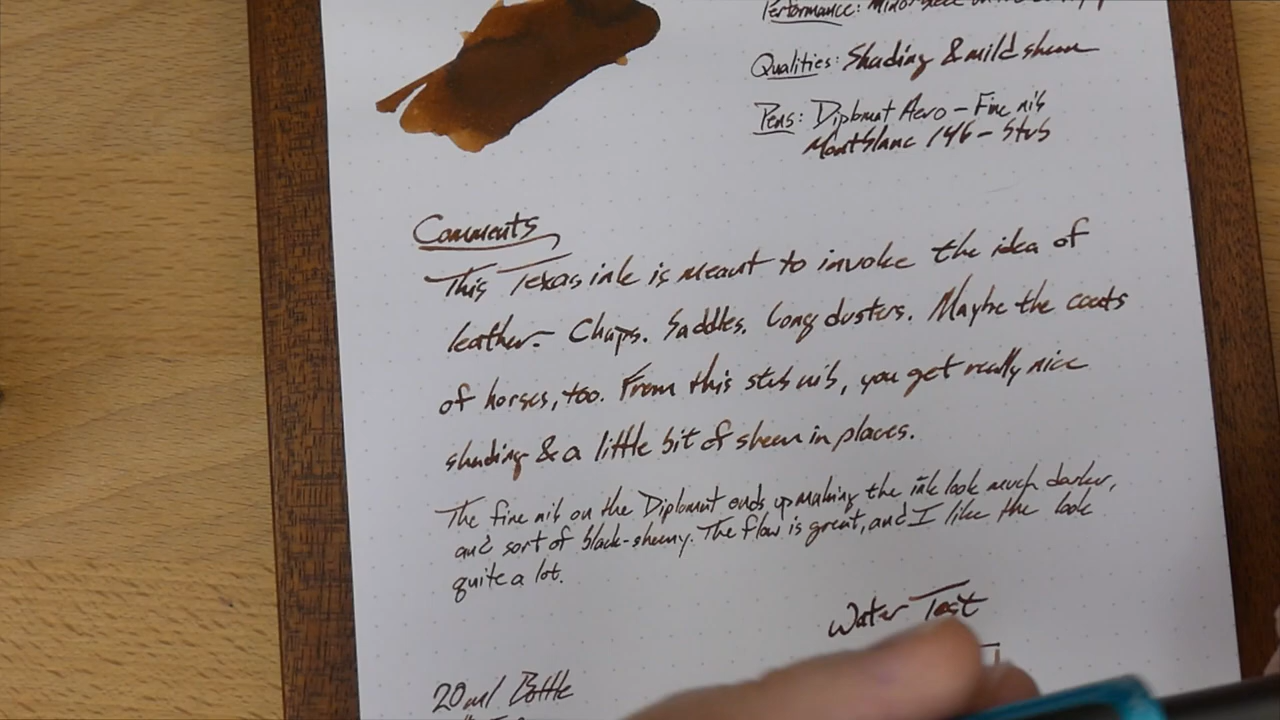 Performance: Minor
Qualities: Shading & mild sheen
Pens: Diplomat Aero - Fine nib
Montblanc 146 - Stub
Comments
This Texas ink is meant to invoke the idea of
leather - Chaps. Saddles. Long dusters. Maybe the coats
of horses, too. From this stub nib, you get really nice
shading & a little bit of sheen in places.
The fine nib on the Diplomat ends up making the ink look much darker,
and sort of black-sheeny. The flow is great, and I like the look
quite a lot.
Water Test
20ml Bottle